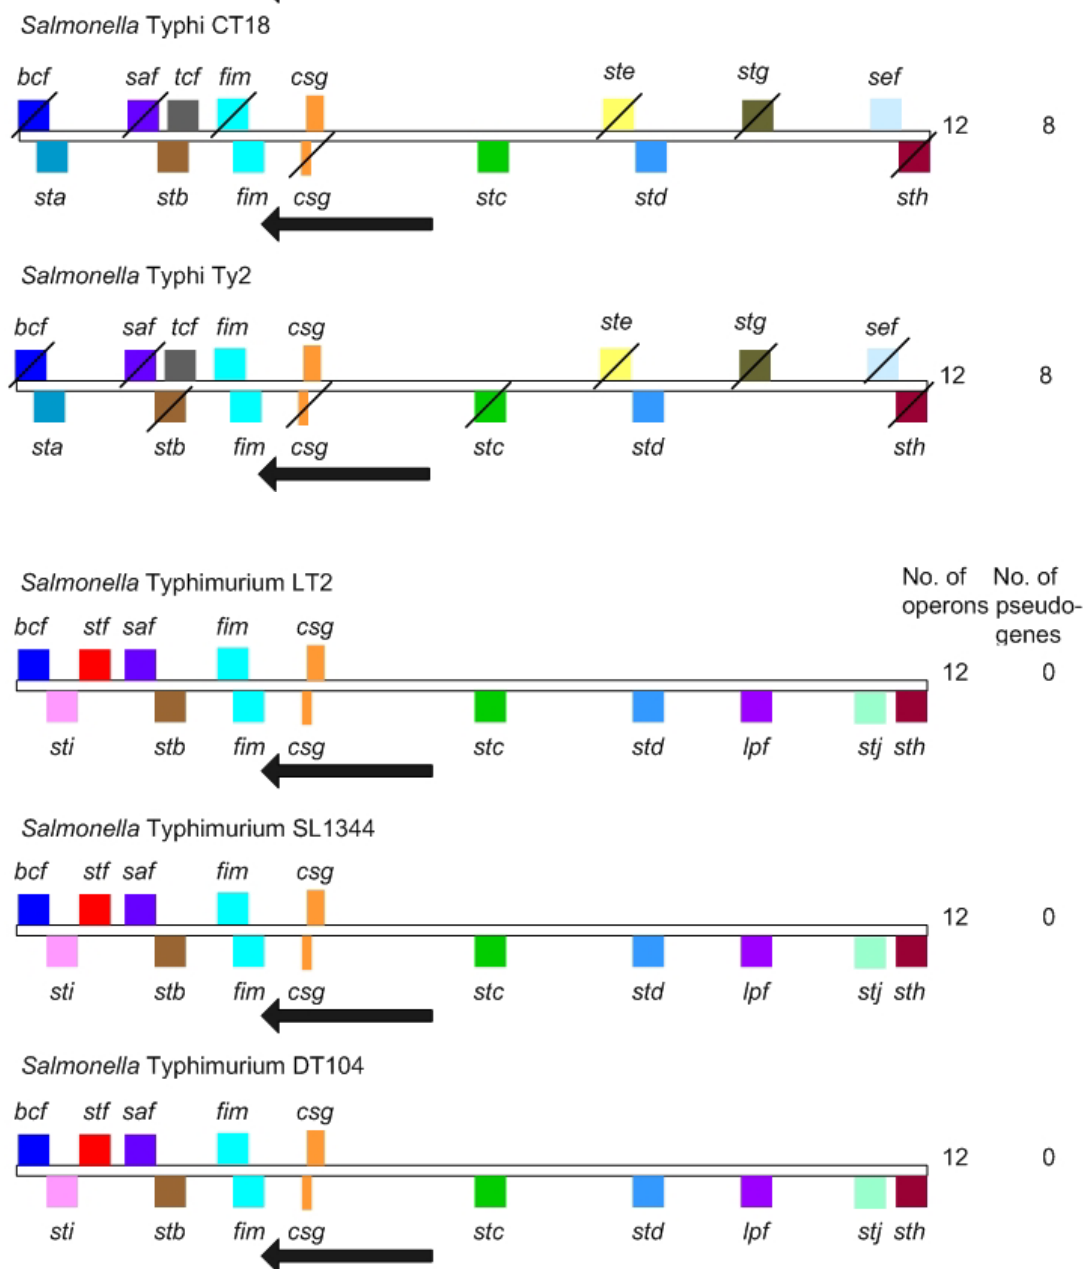 Salmonella Typhi CT18
bcf saf tcf fim csg ste stg sef
12 8
sta stb fim csg stc std sth
Salmonella Typhi Ty2
bcf saf tcf fim csg ste stg sef
12 8
sta stb fim csg stc std sth
No. of No. of
Salmonella Typhimurium LT2
operons pseudo-
genes
bcf stf saf fim csg
12 0
sti stb fim csg stc std lpf stj sth
Salmonella Typhimurium SL1344
bcf stf saf fim csg
12 0
sti stb fim csg stc std lpf stj sth
Salmonella Typhimurium DT104
bcf stf saf fim csg
12 0
sti stb fim csg stc std lpf stj sth